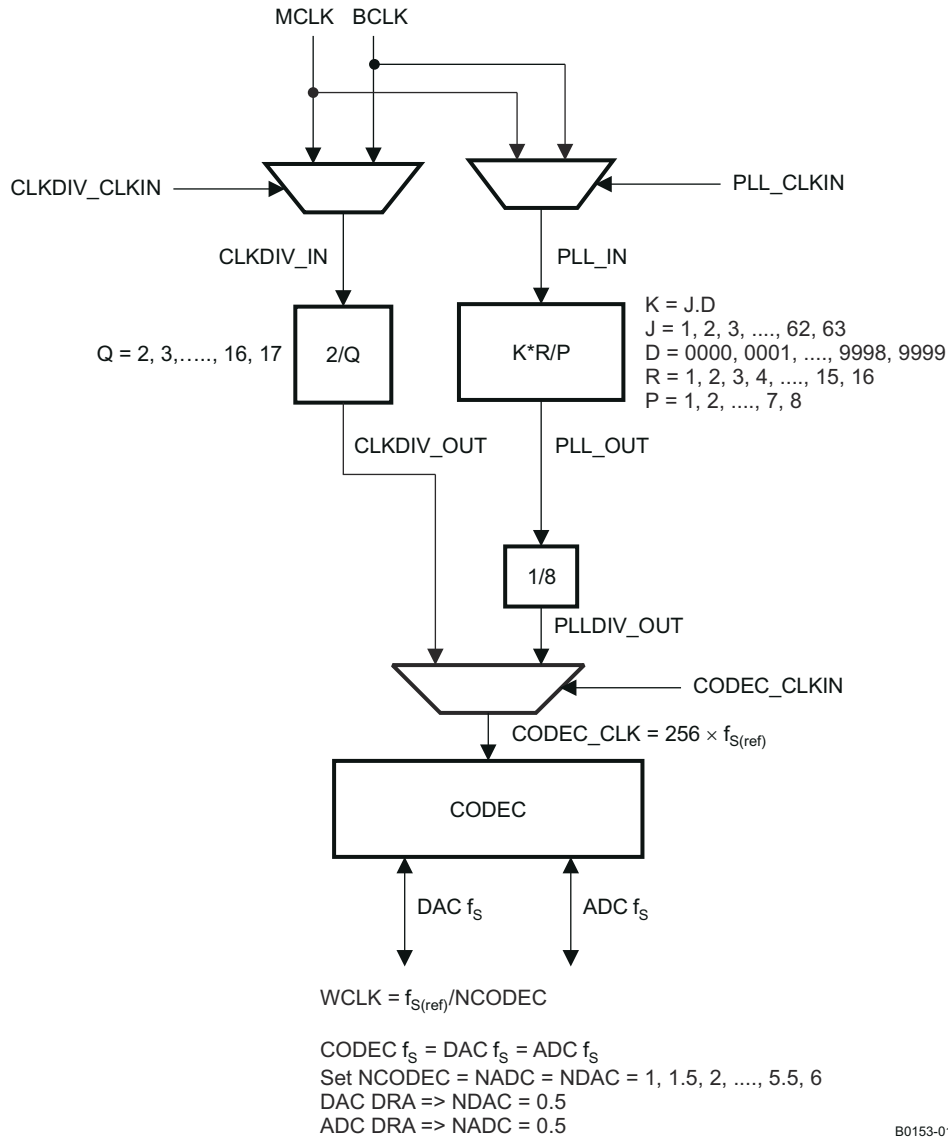 MCLK BCLK
CLKDIV_CLKIN
PLL_CLKIN
CLKDIV_IN
PLL_IN
Q = 2, 3,....., 16, 17
2/Q
K*R/P
K = J.D
J = 1, 2, 3, ...., 62, 63
D = 0000, 0001, ...., 9998, 9999
R = 1, 2, 3, 4, ...., 15, 16
P = 1, 2, ...., 7, 8
CLKDIV_OUT
PLL_OUT
1/8
PLLDIV_OUT
CODEC_CLKIN
CODEC_CLK = 256 × fS(ref)
CODEC
DAC fS
ADC fS
WCLK = fS(ref)/NCODEC
CODEC fS = DAC fS = ADC fS
Set NCODEC = NADC = NDAC = 1, 1.5, 2, ...., 5.5, 6
DAC DRA => NDAC = 0.5
ADC DRA => NADC = 0.5